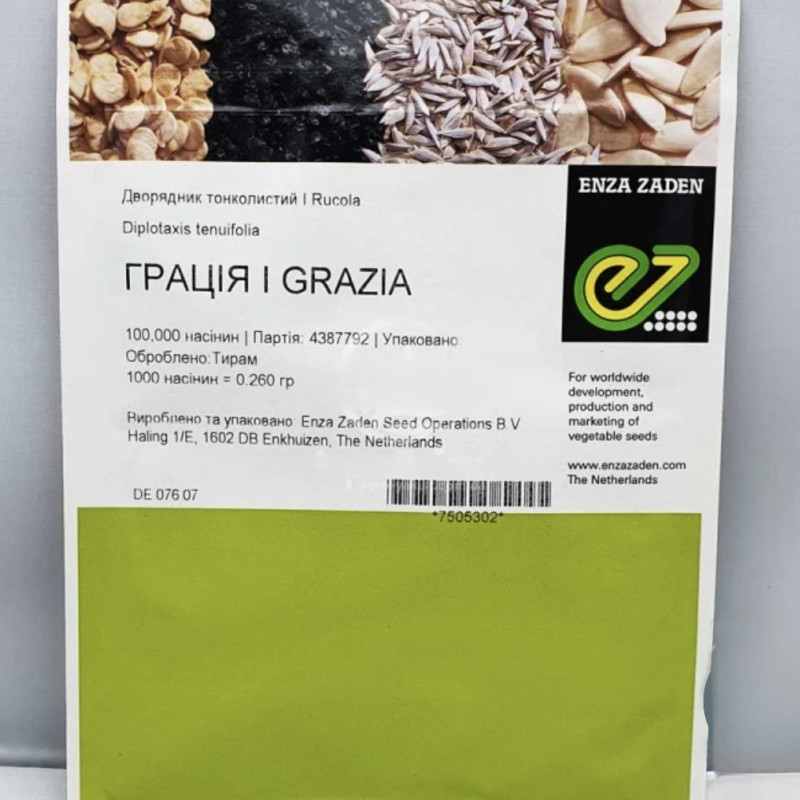 Дворядник тонколистий | Rucola
Diplotaxis tenuifolia
ГРАЦІЯ | GRAZIA
100,000 насінин | Партія: 4387792 | Упаковано
Оброблено:Тирам
1000 насінин = 0.260 гр
Вироблено та упаковано: Enza Zaden Seed Operations B.V
Haling 1/E, 1602 DB Enkhuizen, The Netherlands
DE 076 07
*7505302*
ENZA ZADEN
For worldwide
development,
production and
marketing of
vegetable seeds
www.enzazaden.com
The Netherlands